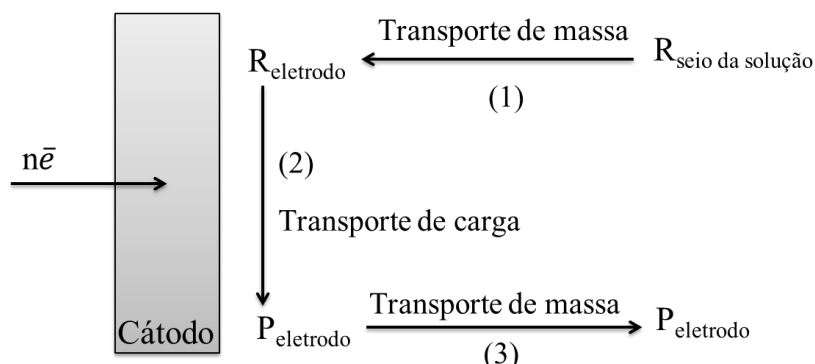 Transporte de massa
R eletrodo
R seio da solução
(1)
nē
(2)
Transporte de carga
Cátodo
P eletrodo
Transporte de massa
P eletrodo
(3)